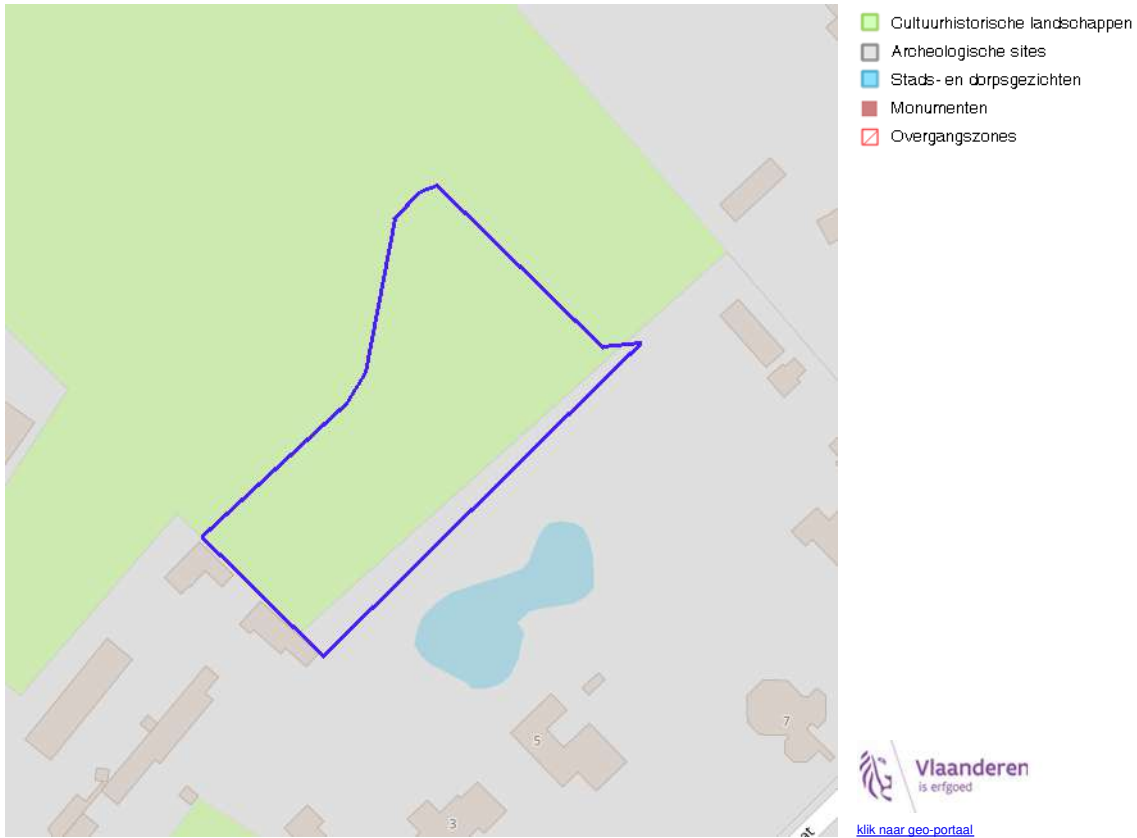 Cultuurhistorische landschappen
Archeologische sites
Stads- en dorpsgezichten
Monumenten
Overgangszones
5
7
3
at
Vlaanderen
is erfgoed
klik naar geo-portaal